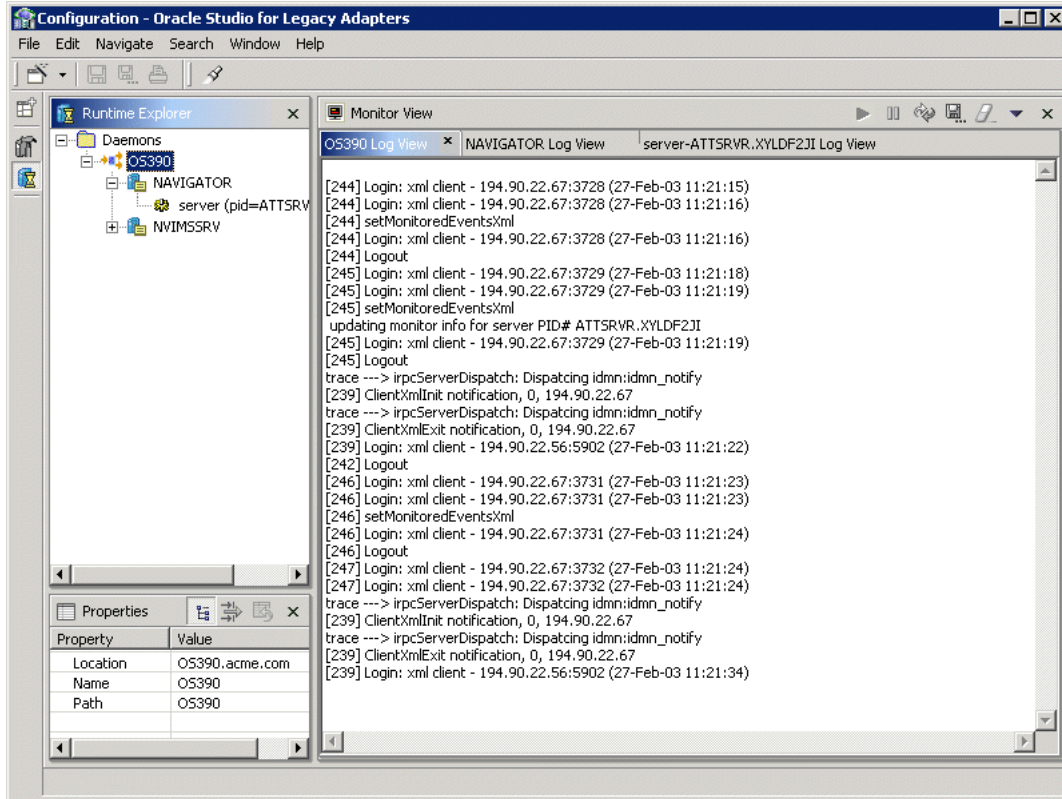 Configuration - Oracle Studio for Legacy Adapters
File Edit Navigate Search Window Help
Runtime Explorer
Daemons
OS390
NAVIGATOR
server (pid=ATTSRV
NVIMSSRV
Properties
Property Value
Location OS390.acme.com
Name OS390
Path OS390
Monitor View
OS390 Log View NAVIGATOR Log View server-ATTSRVR.XYLDF2JI Log View
[244] Login: xml client - 194.90.22.67:3728 (27-Feb-03 11:21:15)
[244] Login: xml client - 194.90.22.67:3728 (27-Feb-03 11:21:16)
[244] setMonitoredEventsXml
[244] Login: xml client - 194.90.22.67:3728 (27-Feb-03 11:21:16)
[244] Logout
[245] Login: xml client - 194.90.22.67:3729 (27-Feb-03 11:21:18)
[245] Login: xml client - 194.90.22.67:3729 (27-Feb-03 11:21:19)
[245] setMonitoredEventsXml
updating monitor info for server PID# ATTSRVR.XYLDF2JI
[245] Login: xml client - 194.90.22.67:3729 (27-Feb-03 11:21:19)
[245] Logout
trace ---> irpcServerDispatch: Dispatcing idmn:idmn_notify
[239] ClientXmlInit notification, 0, 194.90.22.67
trace ---> irpcServerDispatch: Dispatcing idmn:idmn_notify
[239] ClientXmlExit notification, 0, 194.90.22.67
[239] Login: xml client - 194.90.22.56:5902 (27-Feb-03 11:21:22)
[242] Logout
[246] Login: xml client - 194.90.22.67:3731 (27-Feb-03 11:21:23)
[246] Login: xml client - 194.90.22.67:3731 (27-Feb-03 11:21:23)
[246] setMonitoredEventsXml
[246] Login: xml client - 194.90.22.67:3731 (27-Feb-03 11:21:24)
[246] Logout
[247] Login: xml client - 194.90.22.67:3732 (27-Feb-03 11:21:24)
[247] Login: xml client - 194.90.22.67:3732 (27-Feb-03 11:21:24)
trace ---> irpcServerDispatch: Dispatcing idmn:idmn_notify
[239] ClientXmlInit notification, 0, 194.90.22.67
trace ---> irpcServerDispatch: Dispatcing idmn:idmn_notify
[239] ClientXmlExit notification, 0, 194.90.22.67
[239] Login: xml client - 194.90.22.56:5902 (27-Feb-03 11:21:34)